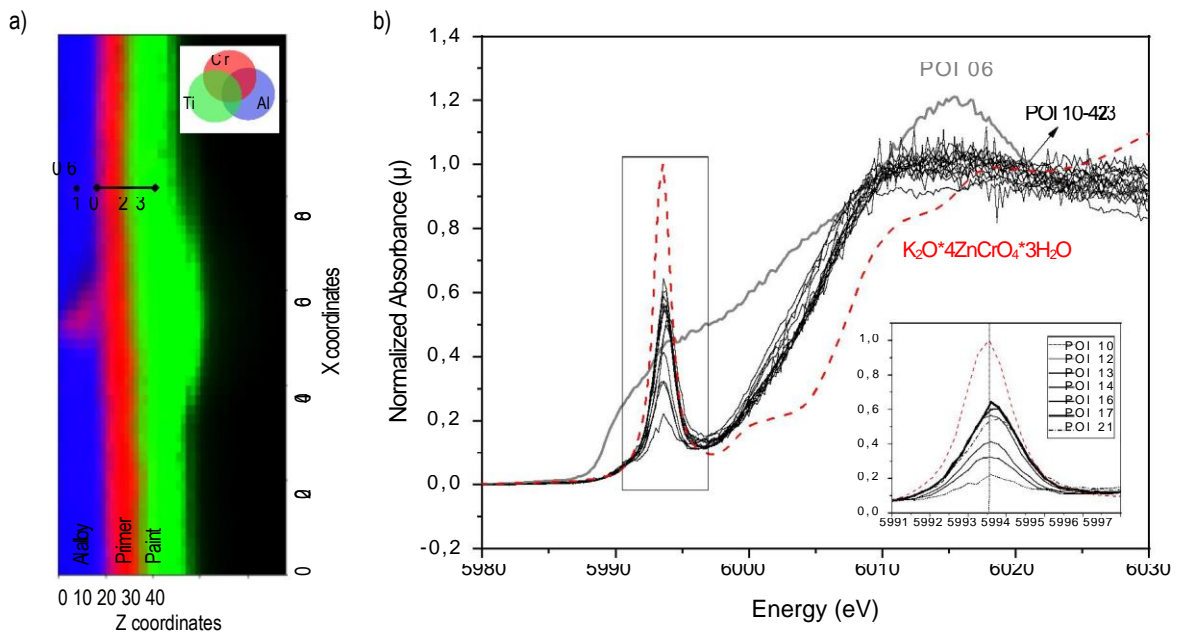 a)
Cr
Ti
Al
0 6
1 0 2 3
X coordinates
0
Primer
Paint
0 10 20 30 40
Z coordinates
b)
1,4
1,2
1,0
0,8
0,6
0,4
0,2
0,0
-0,2
Normalized Absorbance (µ)
POI 06
K₂O*4ZnCrO₄*3H₂O
1,0
0,8
0,6
0,4
0,2
0,0
POI 10
POI 12
POI 13
POI 14
POI 16
POI 17
POI 21
5991 5992 5993 5994 5995 5996 5997
5980 5990 6000 6010 6020 6030
Energy (eV)